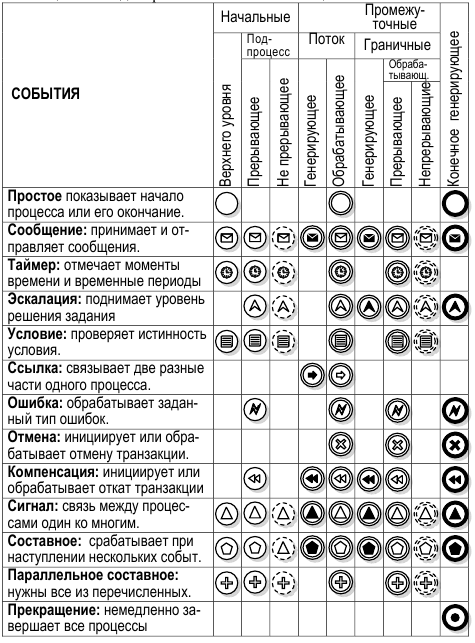 Начальные
Промежу-
точные
Под-
процесс
Поток
Граничные
Обраба-
тывающ.
СОБЫТИЯ
Верхнего уровня
Прерывающее
Не прерывающее
Генерирующее
Обрабатывающее
Генерирующее
Прерывающее
Непрерывающие
Конечное генерирующее
Простое показывает начало
процесса или его окончание.
Сообщение: принимает и от-
правляет сообщения.
Таймер: отмечает моменты
времени и временные периоды
Эскалация: поднимает уровень
решения задания
Условие: проверяет истинность
условия.
Ссылка: связывает две разные
части одного процесса.
Ошибка: обрабатывает задан-
ный тип ошибок.
Отмена: инициирует или обра-
батывает отмену транзакции.
Компенсация: инициирует или
обрабатывает откат транзакции
Сигнал: связь между процес-
сами один ко многим.
Составное: срабатывает при
наступлении нескольких событ.
Параллельное составное:
нужны все из перечисленных.
Прекращение: немедленно за-
вершает все процессы